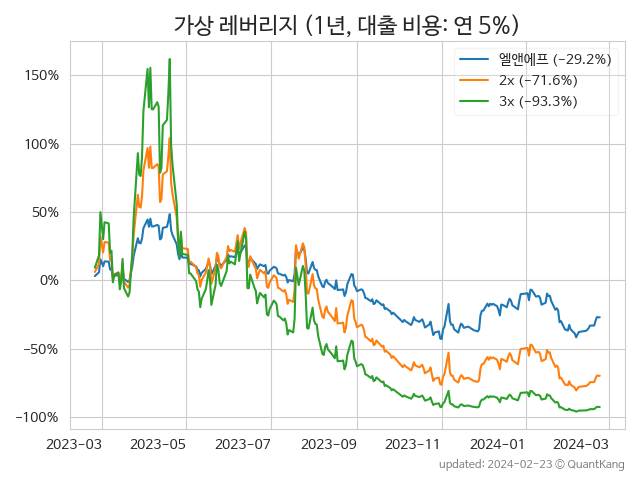 가상 레버리지 (1년, 대출 비용: 연 5%)
엘앤에프 (−29.2%)
2x (−71.6%)
3x (−93.3%)
150%
100%
50%
0%
−50%
−100%
2023-03 2023-05 2023-07 2023-09 2023-11 2024-01 2024-03
updated: 2024-02-23 © QuantKang